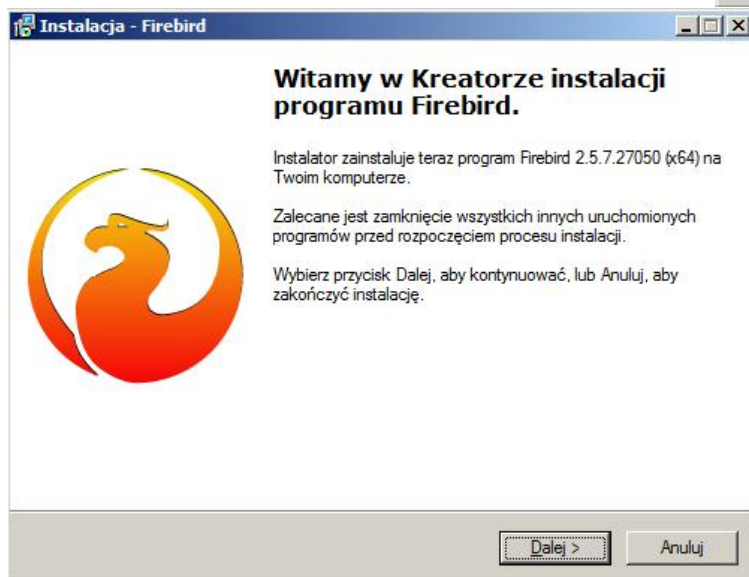 Instalacja - Firebird
Witamy w Kreatorze instalacji
programu Firebird.
Instalator zainstaluje teraz program Firebird 2.5.7.27050 (x64) na
Twoim komputerze.
Zalecane jest zamknięcie wszystkich innych uruchomionych
programów przed rozpoczęciem procesu instalacji.
Wybierz przycisk Dalej, aby kontynuować, lub Anuluj, aby
zakończyć instalację.
Dalej >
Anuluj